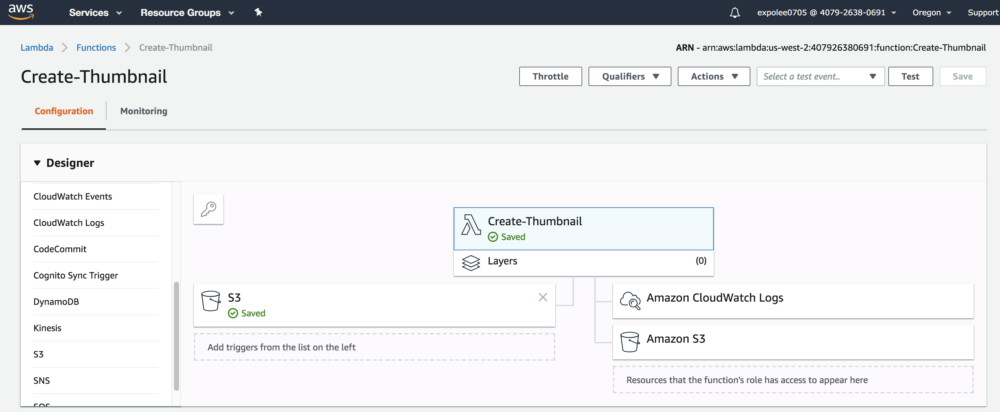 aws Services Resource Groups expolee0705 @ 4079-2638-0691 Oregon Support
Lambda Functions Create-Thumbnail ARN - arn:aws:lambda:us-west-2:407926380691:function:Create-Thumbnail
Create-Thumbnail Throttle Qualifiers Actions Select a test event.. Test Save
Configuration Monitoring
Designer
CloudWatch Events
CloudWatch Logs
CodeCommit
Cognito Sync Trigger
DynamoDB
Kinesis
S3
SNS
SQS
Create-Thumbnail
Saved
Layers (0)
S3
Saved
Add triggers from the list on the left
Amazon CloudWatch Logs
Amazon S3
Resources that the function's role has access to appear here